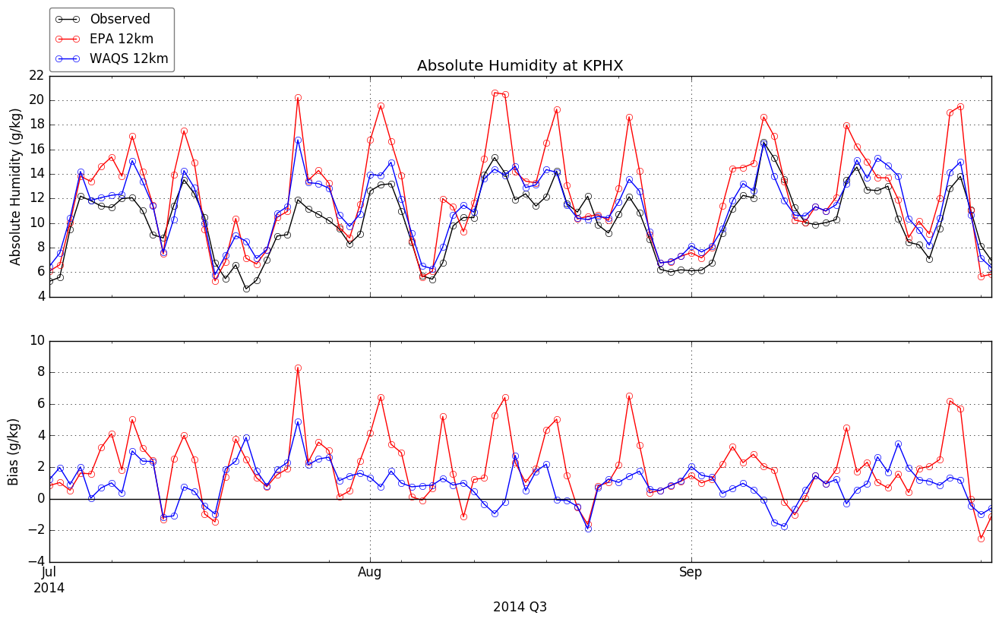 Observed
EPA 12km
WAQS 12km
Absolute Humidity at KPHX
Absolute Humidity (g/kg)
22
20
18
16
14
12
10
8
6
4
Bias (g/kg)
10
8
6
4
2
0
−2
−4
Jul
2014
Aug
Sep
2014 Q3